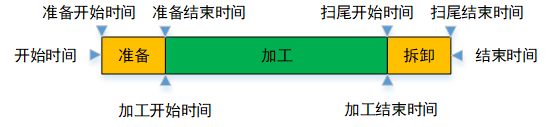 准备开始时间 准备结束时间 扫尾开始时间 扫尾结束时间
开始时间 准备 加工 拆卸 结束时间
加工开始时间 加工结束时间